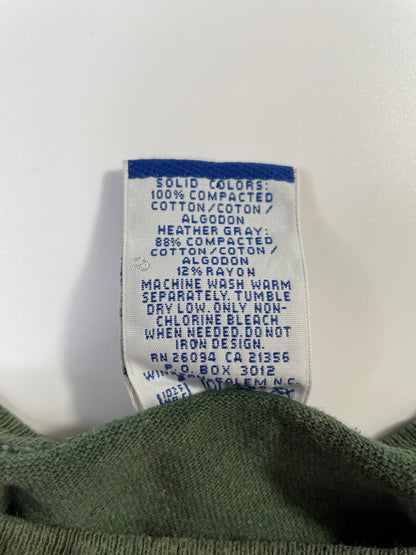 SOLID COLORS:
100% COMPACTED
COTTON/COTON/
ALGODON
HEATHER GRAY:
88% COMPACTED
COTTON/COTON/
ALGODON
12% RAYON
MACHINE WASH WARM
SEPARATELY. TUMBLE
DRY LOW. ONLY NON-
CHLORINE BLEACH
WHEN NEEDED. DO NOT
IRON DESIGN.
RN 26094 CA 21356
P.O. BOX 3012
N.C.